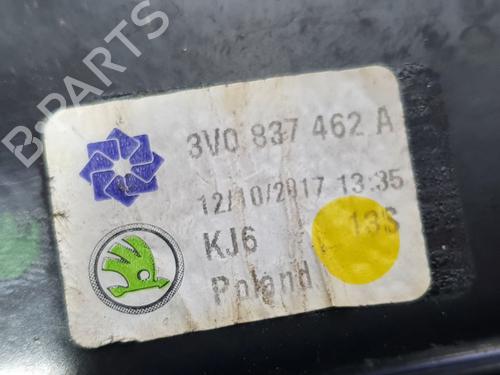 B-PARTS
3V0 837 462 A
12/10/2017 13:35
KJ6 13S
Poland